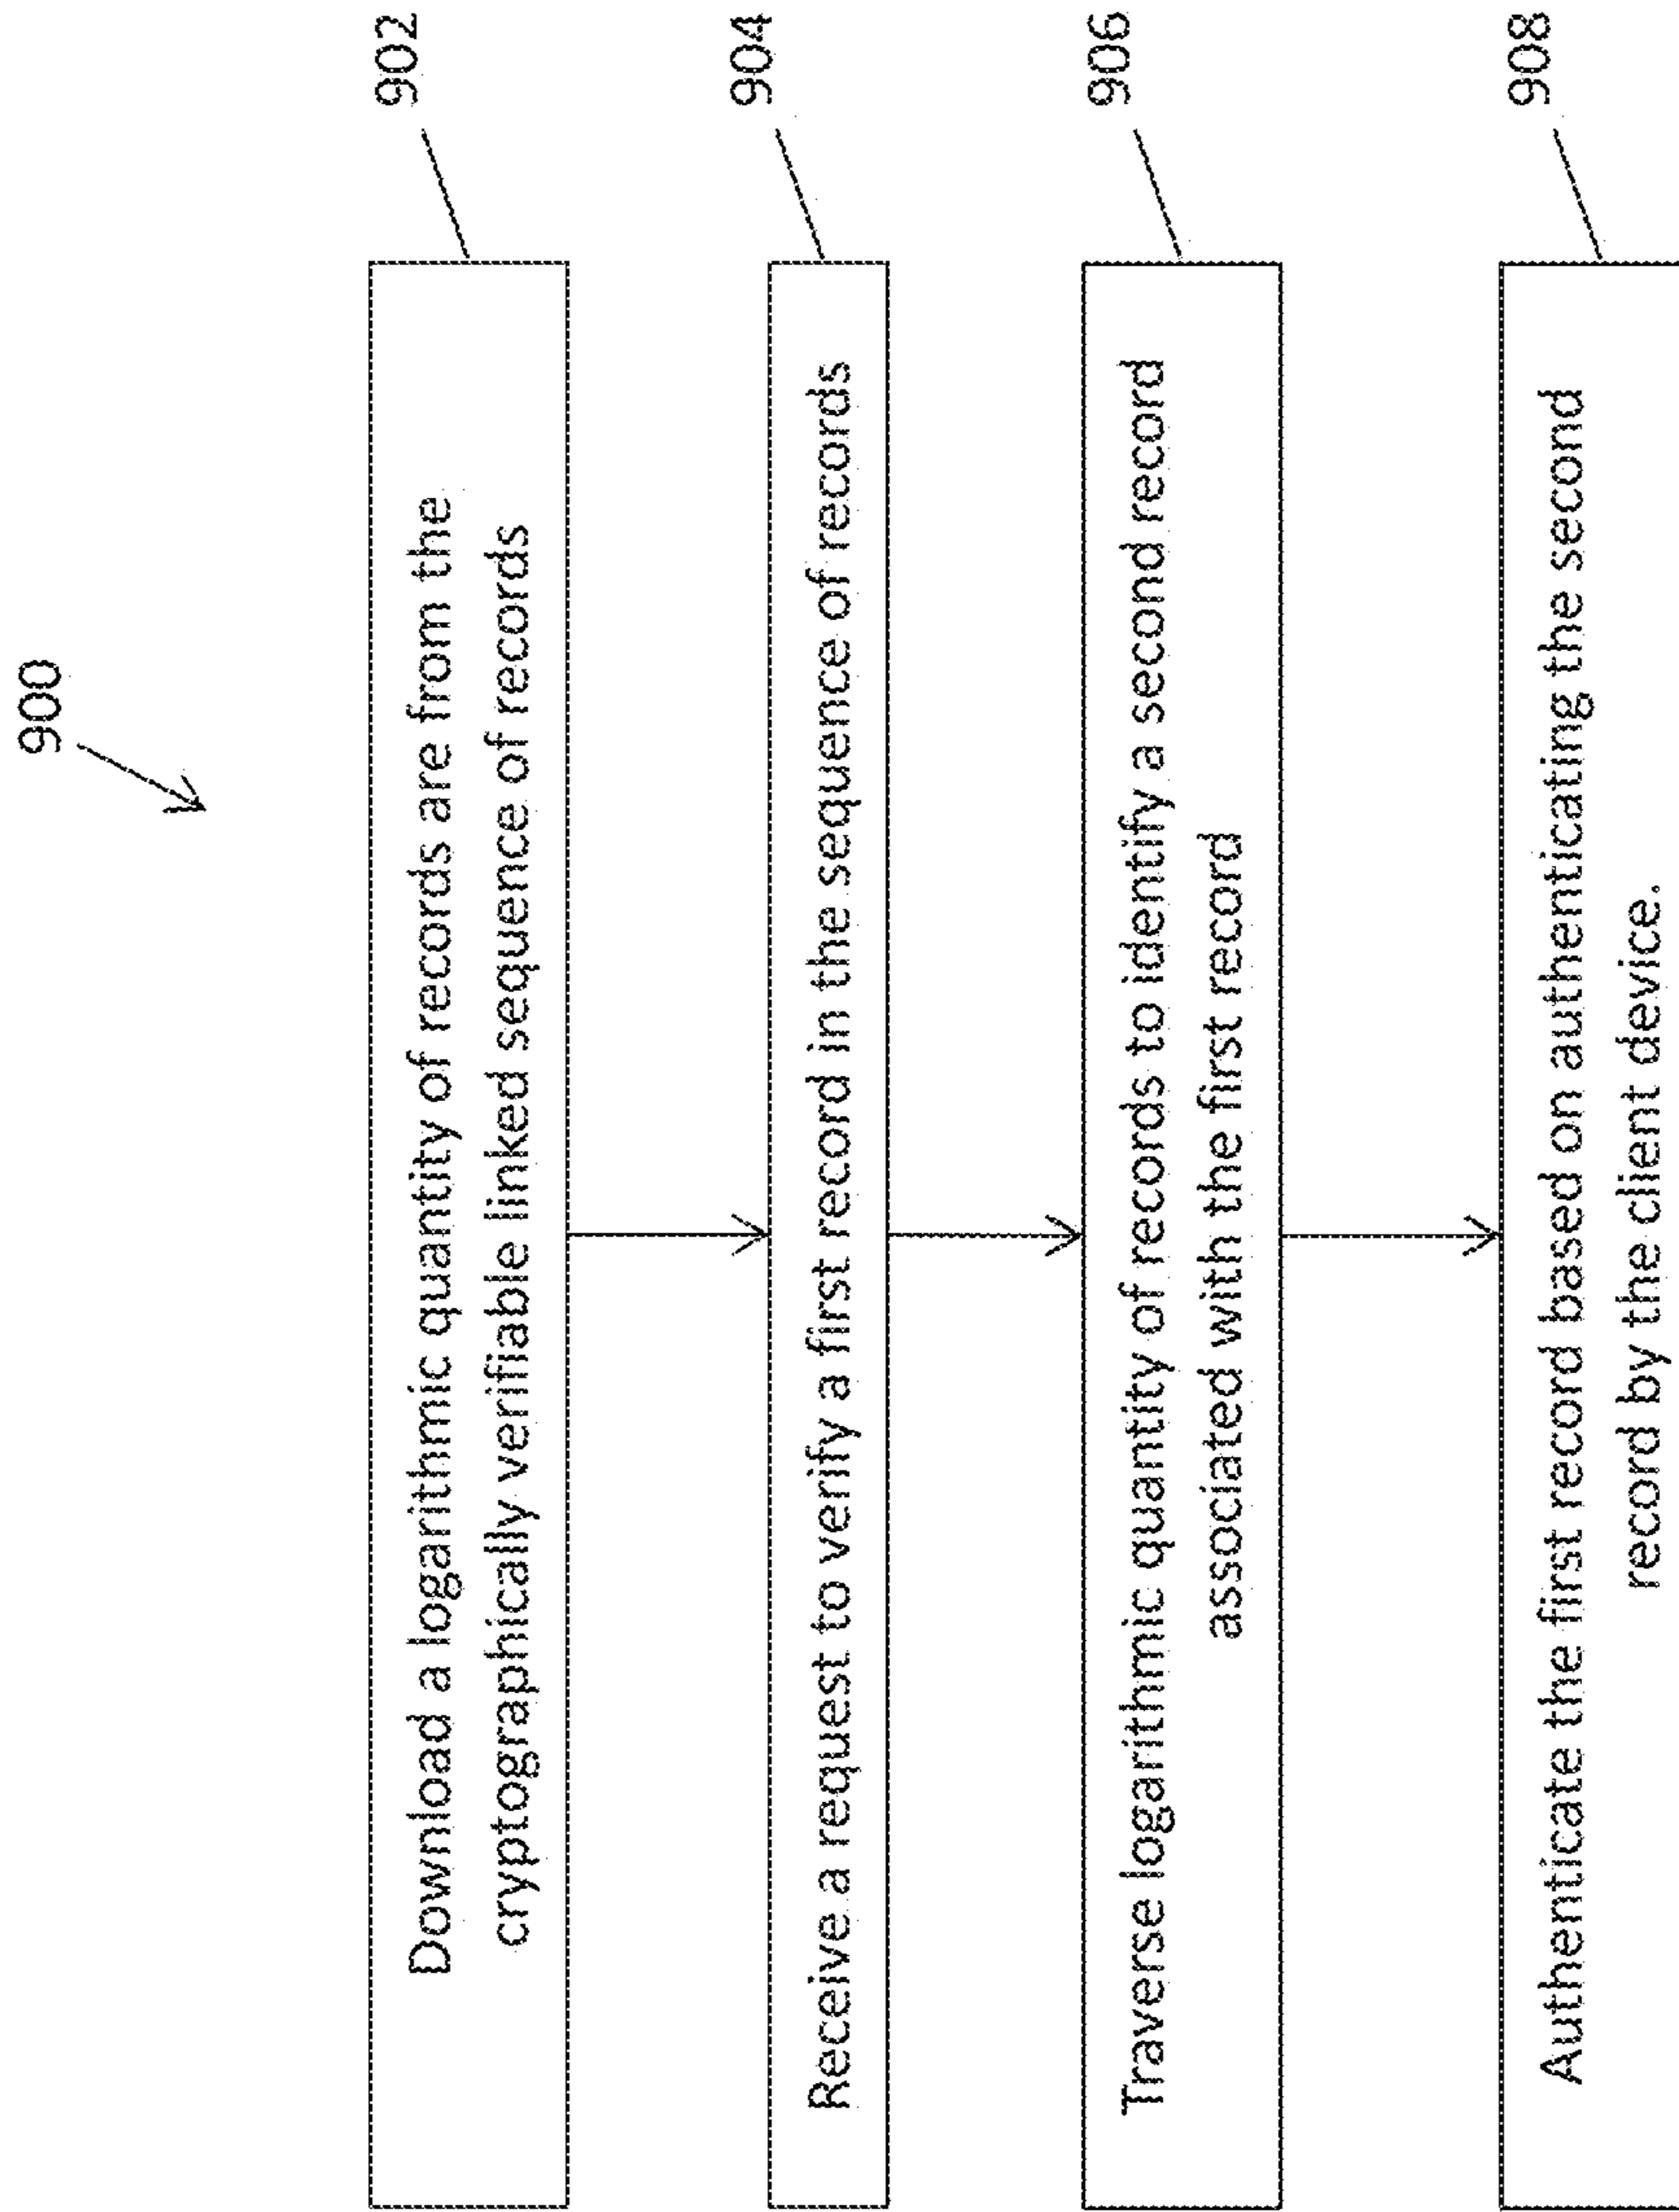 900
902
Download a logarithmic quantity of records are from the
cryptographically verifiable linked sequence of records
904
Receive a request to verify a first record in the sequence of records
906
Traverse logarithmic quantity of records to identify a second record
associated with the first record
908
Authenticate the first record based on authenticating the second
record by the client device.